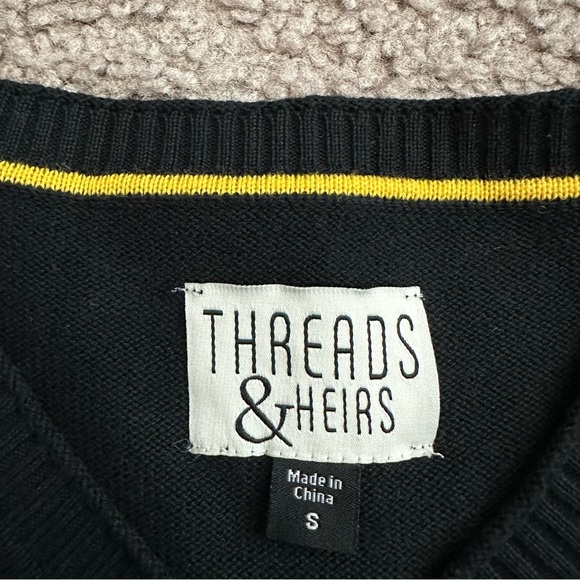 THREADS
& HEIRS
Made in
China
S